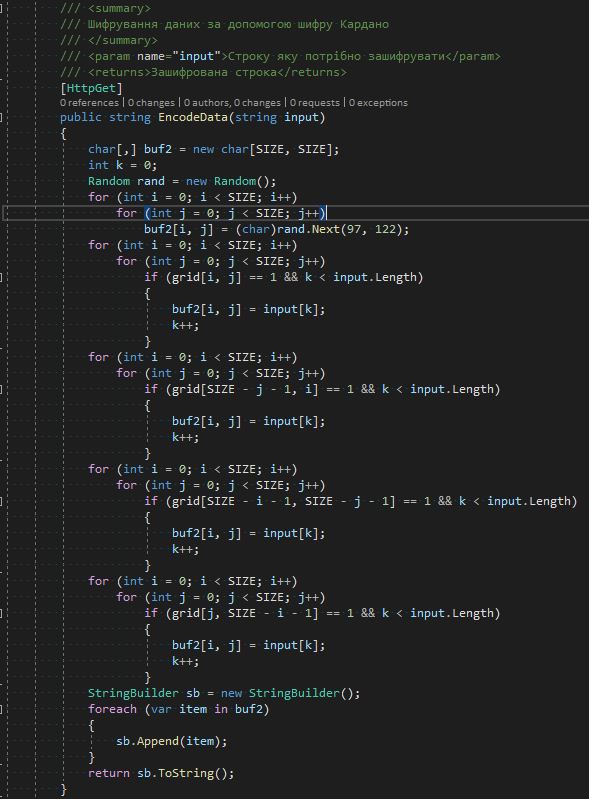 /// <summary>
/// Шифрування даних за допомогою шифру Кардано
/// </summary>
/// <param name="input">Строку яку потрібно зашифрувати</param>
/// <returns>Зашифрована строка</returns>
[HttpGet]
0 references | 0 changes | 0 authors, 0 changes | 0 requests | 0 exceptions
public string EncodeData(string input)
{
char[,] buf2 = new char[SIZE, SIZE];
int k = 0;
Random rand = new Random();
for (int i = 0; i < SIZE; i++)
for (int j = 0; j < SIZE; j++)
buf2[i, j] = (char)rand.Next(97, 122);
for (int i = 0; i < SIZE; i++)
for (int j = 0; j < SIZE; j++)
if (grid[i, j] == 1 && k < input.Length)
{
buf2[i, j] = input[k];
k++;
}
for (int i = 0; i < SIZE; i++)
for (int j = 0; j < SIZE; j++)
if (grid[SIZE - j - 1, i] == 1 && k < input.Length)
{
buf2[i, j] = input[k];
k++;
}
for (int i = 0; i < SIZE; i++)
for (int j = 0; j < SIZE; j++)
if (grid[SIZE - i - 1, SIZE - j - 1] == 1 && k < input.Length)
{
buf2[i, j] = input[k];
k++;
}
for (int i = 0; i < SIZE; i++)
for (int j = 0; j < SIZE; j++)
if (grid[j, SIZE - i - 1] == 1 && k < input.Length)
{
buf2[i, j] = input[k];
k++;
}
StringBuilder sb = new StringBuilder();
foreach (var item in buf2)
{
sb.Append(item);
}
return sb.ToString();
}